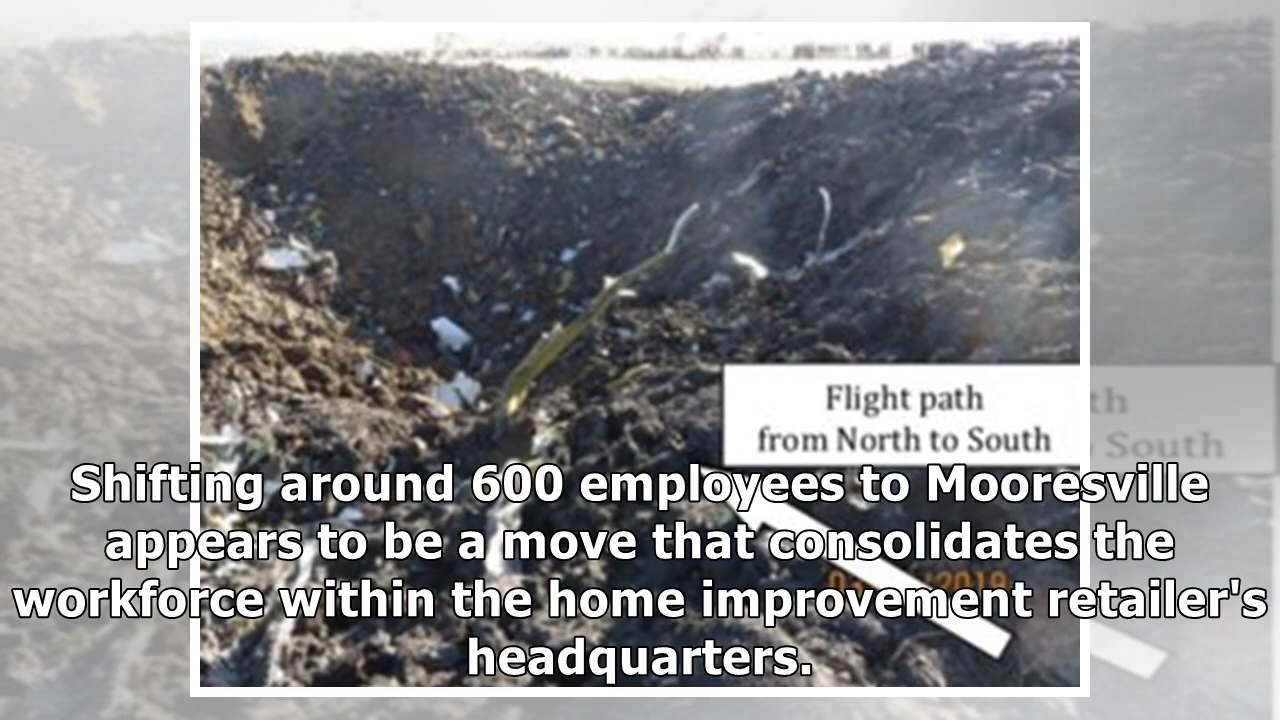 Flight path
from North to South
Shifting around 600 employees to Mooresville
appears to be a move that consolidates the
workforce within the home improvement retailer's
headquarters.